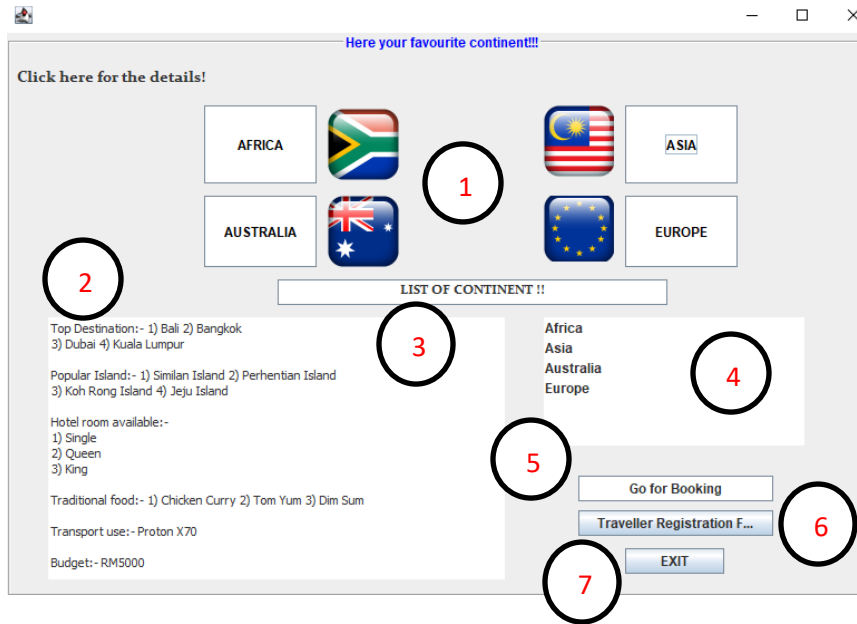 Here your favourite continent!!!
Click here for the details!
AFRICA
ASIA
1
AUSTRALIA
EUROPE
2
LIST OF CONTINENT !!
Top Destination:- 1) Bali 2) Bangkok
3) Dubai 4) Kuala Lumpur
3
Popular Island:- 1) Similan Island 2) Perhentian Island
3) Koh Rong Island 4) Jeju Island
Hotel room available:-
1) Single
2) Queen
3) King
Traditional food:- 1) Chicken Curry 2) Tom Yum 3) Dim Sum
Transport use:- Proton X70
Budget:- RM5000
Africa
Asia
Australia
Europe
4
5
Go for Booking
Traveller Registration F...
6
EXIT
7